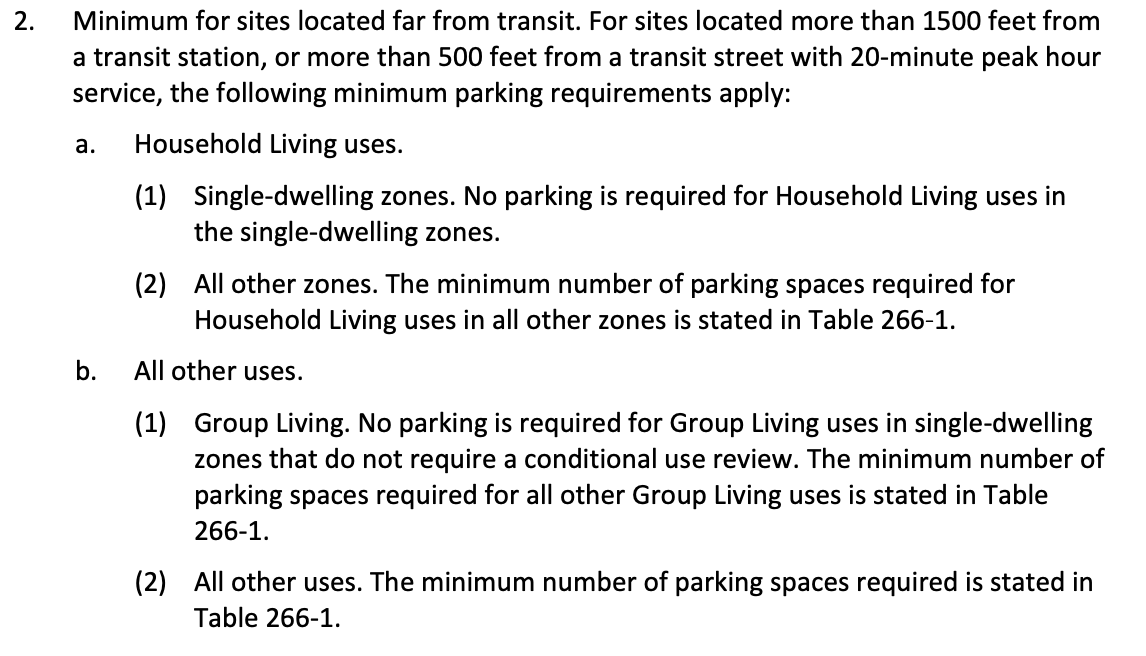 2. Minimum for sites located far from transit. For sites located more than 1500 feet from
a transit station, or more than 500 feet from a transit street with 20-minute peak hour
service, the following minimum parking requirements apply:
a. Household Living uses.
(1) Single-dwelling zones. No parking is required for Household Living uses in
the single-dwelling zones.
(2) All other zones. The minimum number of parking spaces required for
Household Living uses in all other zones is stated in Table 266-1.
b. All other uses.
(1) Group Living. No parking is required for Group Living uses in single-dwelling
zones that do not require a conditional use review. The minimum number of
parking spaces required for all other Group Living uses is stated in Table
266-1.
(2) All other uses. The minimum number of parking spaces required is stated in
Table 266-1.